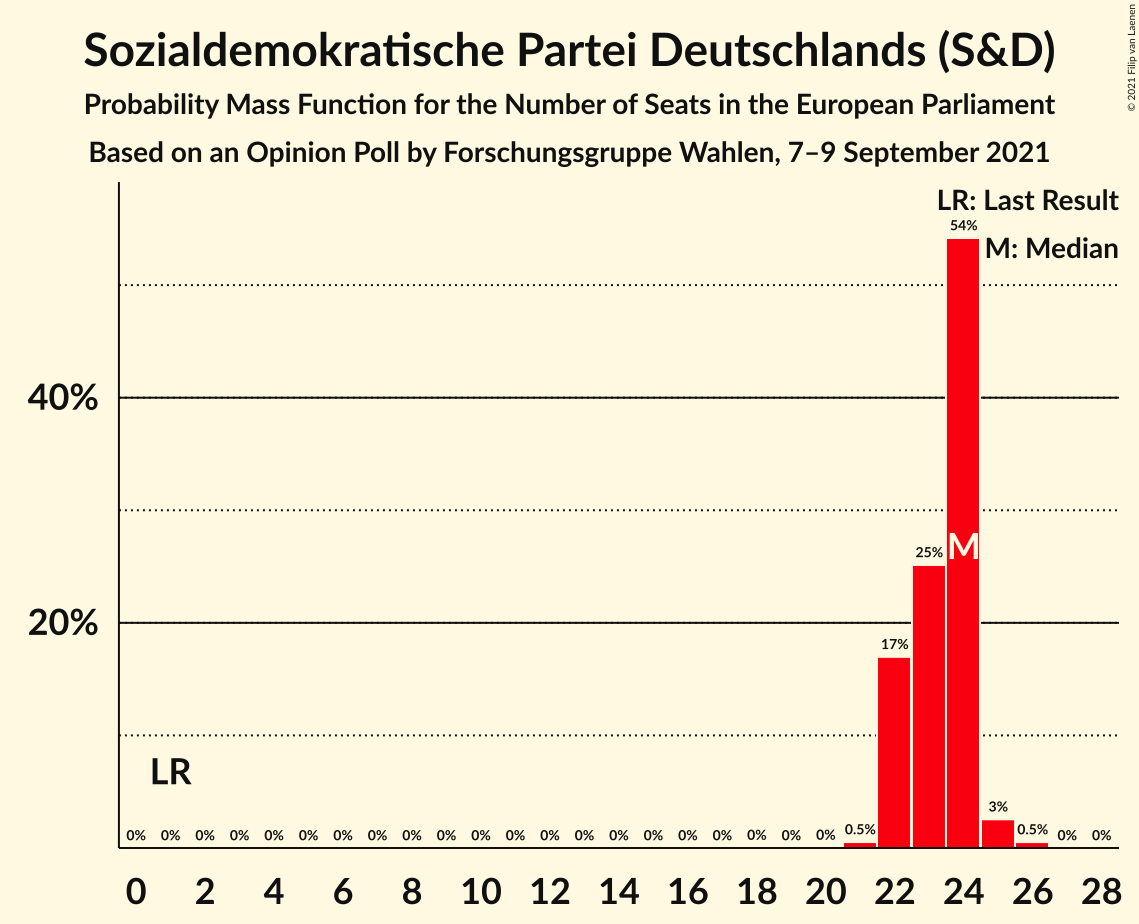 Sozialdemokratische Partei Deutschlands (S&D)
Probability Mass Function for the Number of Seats in the European Parliament
Based on an Opinion Poll by Forschungsgruppe Wahlen, 7–9 September 2021
© 2021 Filip van Laenen
LR: Last Result
M: Median
54%
40%
M
25%
20%
17%
LR
3%
0% 0% 0% 0% 0% 0% 0% 0% 0% 0% 0% 0% 0% 0% 0% 0% 0% 0% 0% 0% 0% 0.5% 0.5% 0% 0%
0 2 4 6 8 10 12 14 16 18 20 22 24 26 28